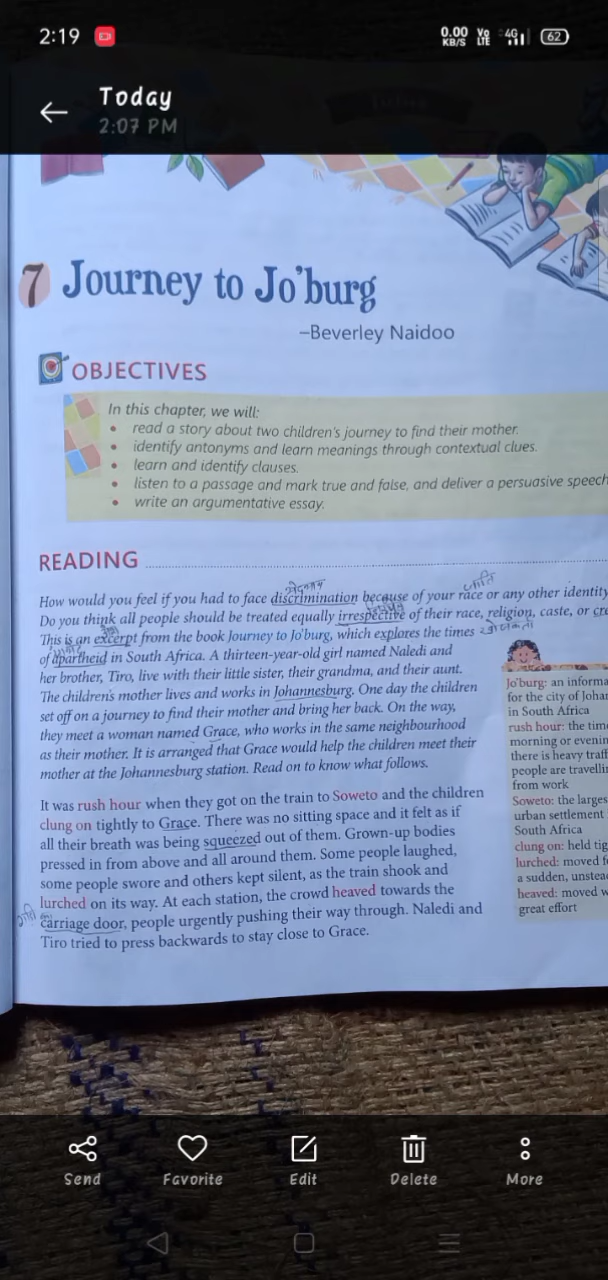 2:19
0.00 KB/S
Vo LTE
4G
62
Today
2:07 PM
7 Journey to Jo'burg
–Beverley Naidoo
OBJECTIVES
In this chapter, we will:
• read a story about two children's journey to find their mother.
• identify antonyms and learn meanings through contextual clues.
• learn and identify clauses.
• listen to a passage and mark true and false, and deliver a persuasive speech
• write an argumentative essay.
READING
जाति
How would you feel if you had to face discrimination because of your race or any other identity
Do you think all people should be treated equally irrespective of their race, religion, caste, or cre
This is an excerpt from the book Journey to Jo'burg, which explores the times
of apartheid in South Africa. A thirteen-year-old girl named Naledi and
her brother, Tiro, live with their little sister, their grandma, and their aunt.
The children's mother lives and works in Johannesburg. One day the children
set off on a journey to find their mother and bring her back. On the way,
they meet a woman named Grace, who works in the same neighbourhood
as their mother. It is arranged that Grace would help the children meet their
mother at the Johannesburg station. Read on to know what follows.
It was rush hour when they got on the train to Soweto and the children
clung on tightly to Grace. There was no sitting space and it felt as if
all their breath was being squeezed out of them. Grown-up bodies
pressed in from above and all around them. Some people laughed,
some people swore and others kept silent, as the train shook and
lurched on its way. At each station, the crowd heaved towards the
carriage door, people urgently pushing their way through. Naledi and
Tiro tried to press backwards to stay close to Grace.
Jo'burg: an informa
for the city of Johan
in South Africa
rush hour: the time
morning or evenin
there is heavy traff
people are travellin
from work
Soweto: the larges
urban settlement
South Africa
clung on: held tig
lurched: moved f
a sudden, unstea
heaved: moved w
great effort
Send
Favorite
Edit
Delete
More